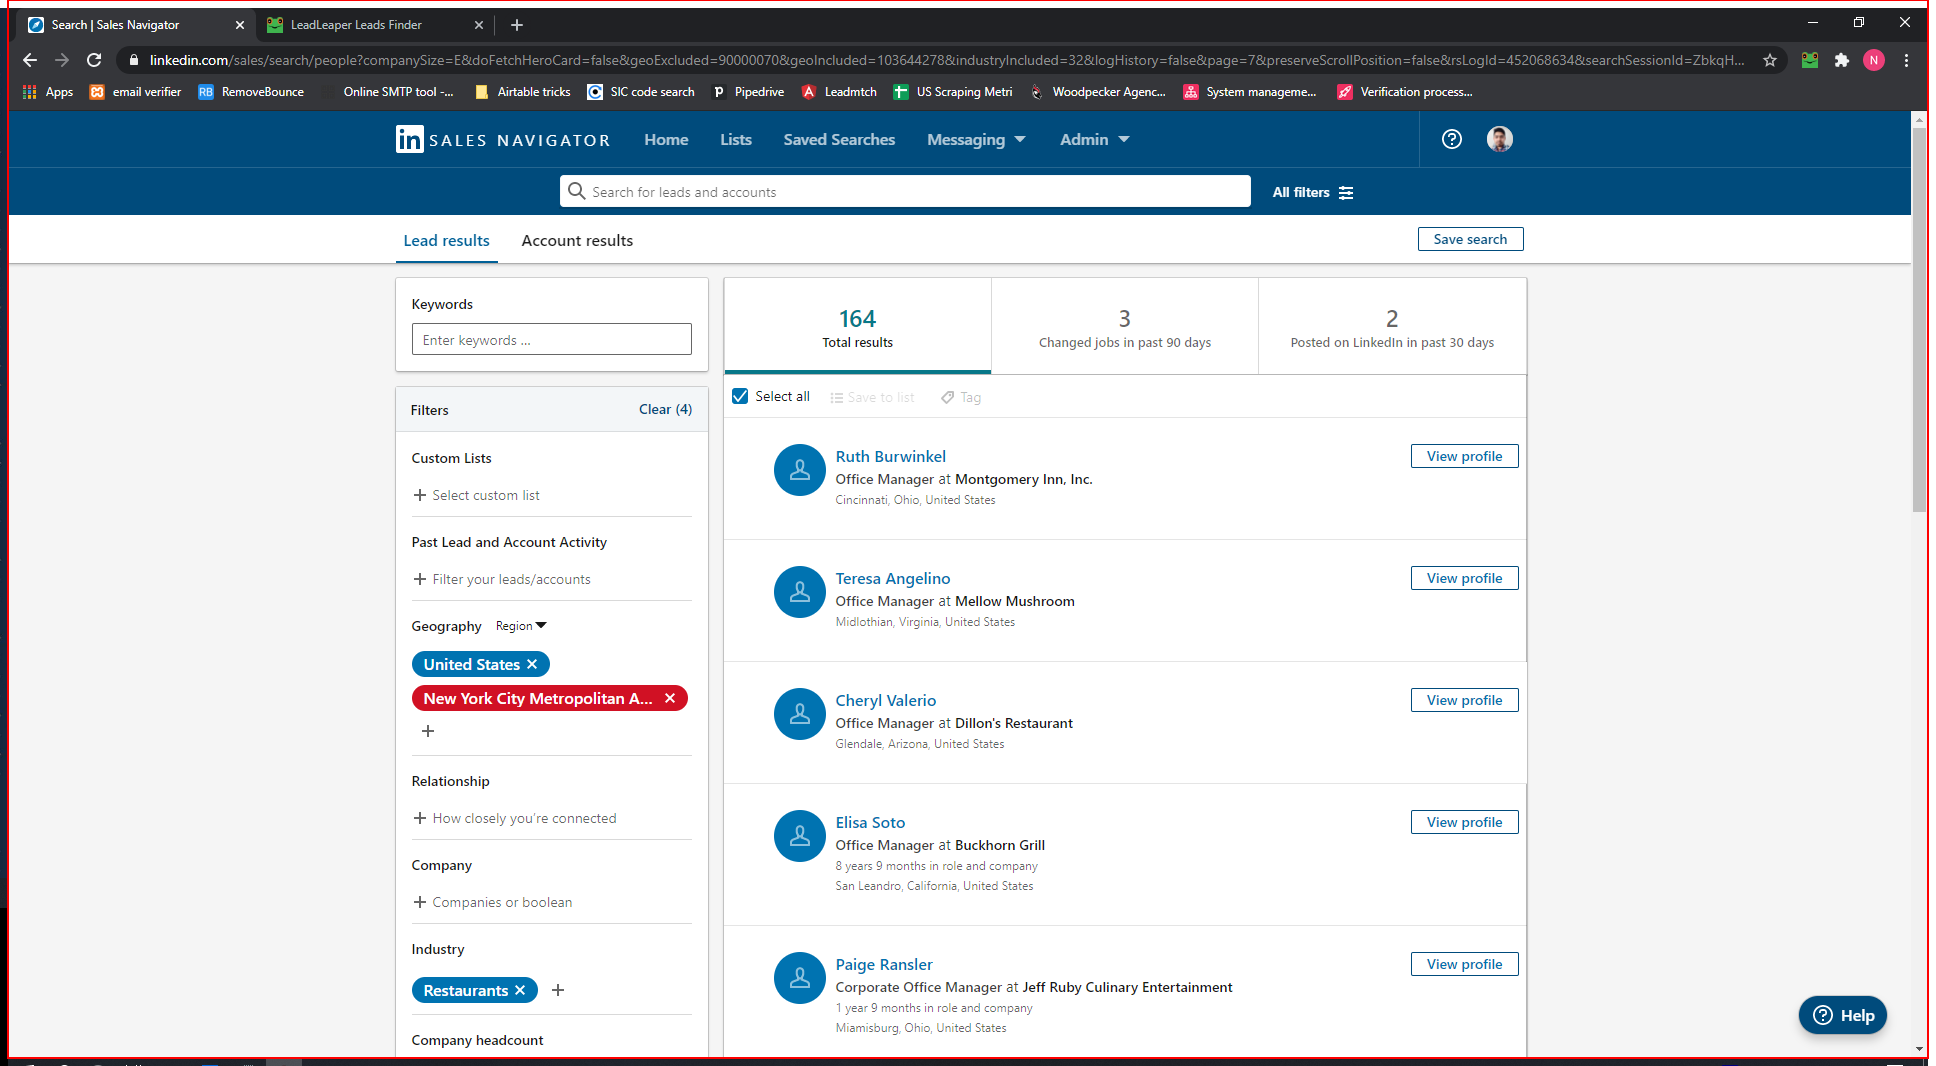 Search | Sales Navigator
LeadLeaper Leads Finder
linkedin.com/sales/search/people?companySize=E&doFetchHeroCard=false&geoExcluded=90000070&geoIncluded=103644278&industryIncluded=32&logHistory=false&page=7&preserveScrollPosition=false&rsLogId=452068634&searchSessionId=ZbkqH...
N
Apps
email verifier
RB RemoveBounce
Online SMTP tool -...
Airtable tricks
SIC code search
Pipedrive
Leadmtch
US Scraping Metri
Woodpecker Agenc...
System manageme...
Verification process...
in SALES NAVIGATOR
Home
Lists
Saved Searches
Messaging
Admin
Search for leads and accounts
All filters
Lead results
Account results
Save search
Keywords
Enter keywords ...
Filters
Clear (4)
Custom Lists
Select custom list
Past Lead and Account Activity
Filter your leads/accounts
Geography Region
United States
New York City Metropolitan A...
Relationship
How closely you're connected
Company
Companies or boolean
Industry
Restaurants
Company headcount
164
Total results
3
Changed jobs in past 90 days
2
Posted on LinkedIn in past 30 days
Select all
Save to list
Tag
Ruth Burwinkel
Office Manager at Montgomery Inn, Inc.
Cincinnati, Ohio, United States
View profile
Teresa Angelino
Office Manager at Mellow Mushroom
Midlothian, Virginia, United States
View profile
Cheryl Valerio
Office Manager at Dillon's Restaurant
Glendale, Arizona, United States
View profile
Elisa Soto
Office Manager at Buckhorn Grill
8 years 9 months in role and company
San Leandro, California, United States
View profile
Paige Ransler
Corporate Office Manager at Jeff Ruby Culinary Entertainment
1 year 9 months in role and company
Miamisburg, Ohio, United States
View profile
Help